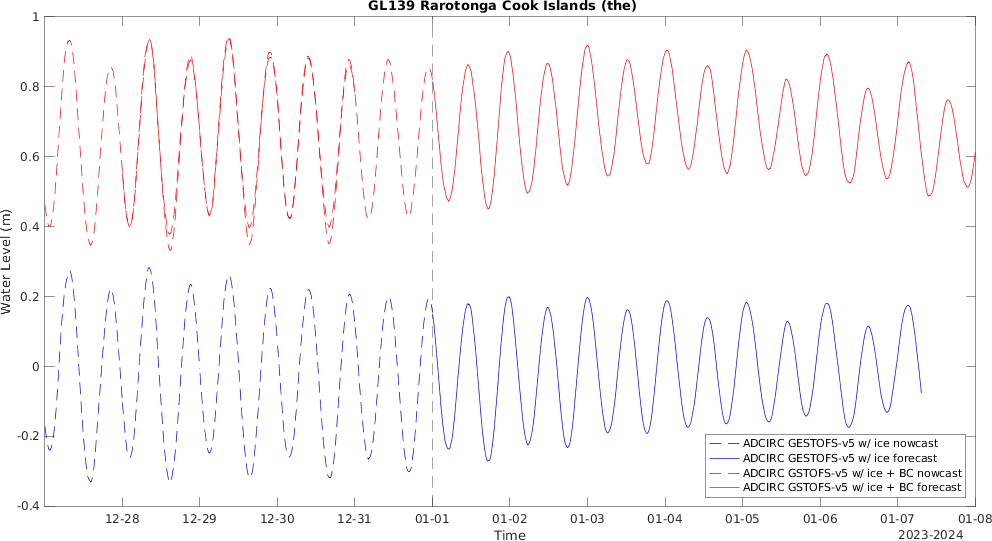 GL139 Rarotonga Cook Islands (the)
Water Level (m)
1
0.8
0.6
0.4
0.2
0
-0.2
-0.4
ADCIRC GESTOFS-v5 w/ ice nowcast
ADCIRC GESTOFS-v5 w/ ice forecast
ADCIRC GSTOFS-v5 w/ ice + BC nowcast
ADCIRC GSTOFS-v5 w/ ice + BC forecast
12-28 12-29 12-30 12-31 01-01 01-02 01-03 01-04 01-05 01-06 01-07 01-08
Time
2023-2024